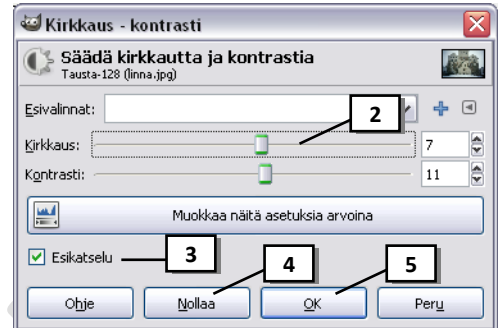 Kirkkaus - kontrasti
Säädä kirkkautta ja kontrastia
Tausta-128 (linna.jpg)
Esivalinnat:
2
Kirkkaus: 7
Kontrasti: 11
Muokkaa näitä asetuksia arvoina
Esikatselu
3
4
5
Ohje Nollaa OK Peru